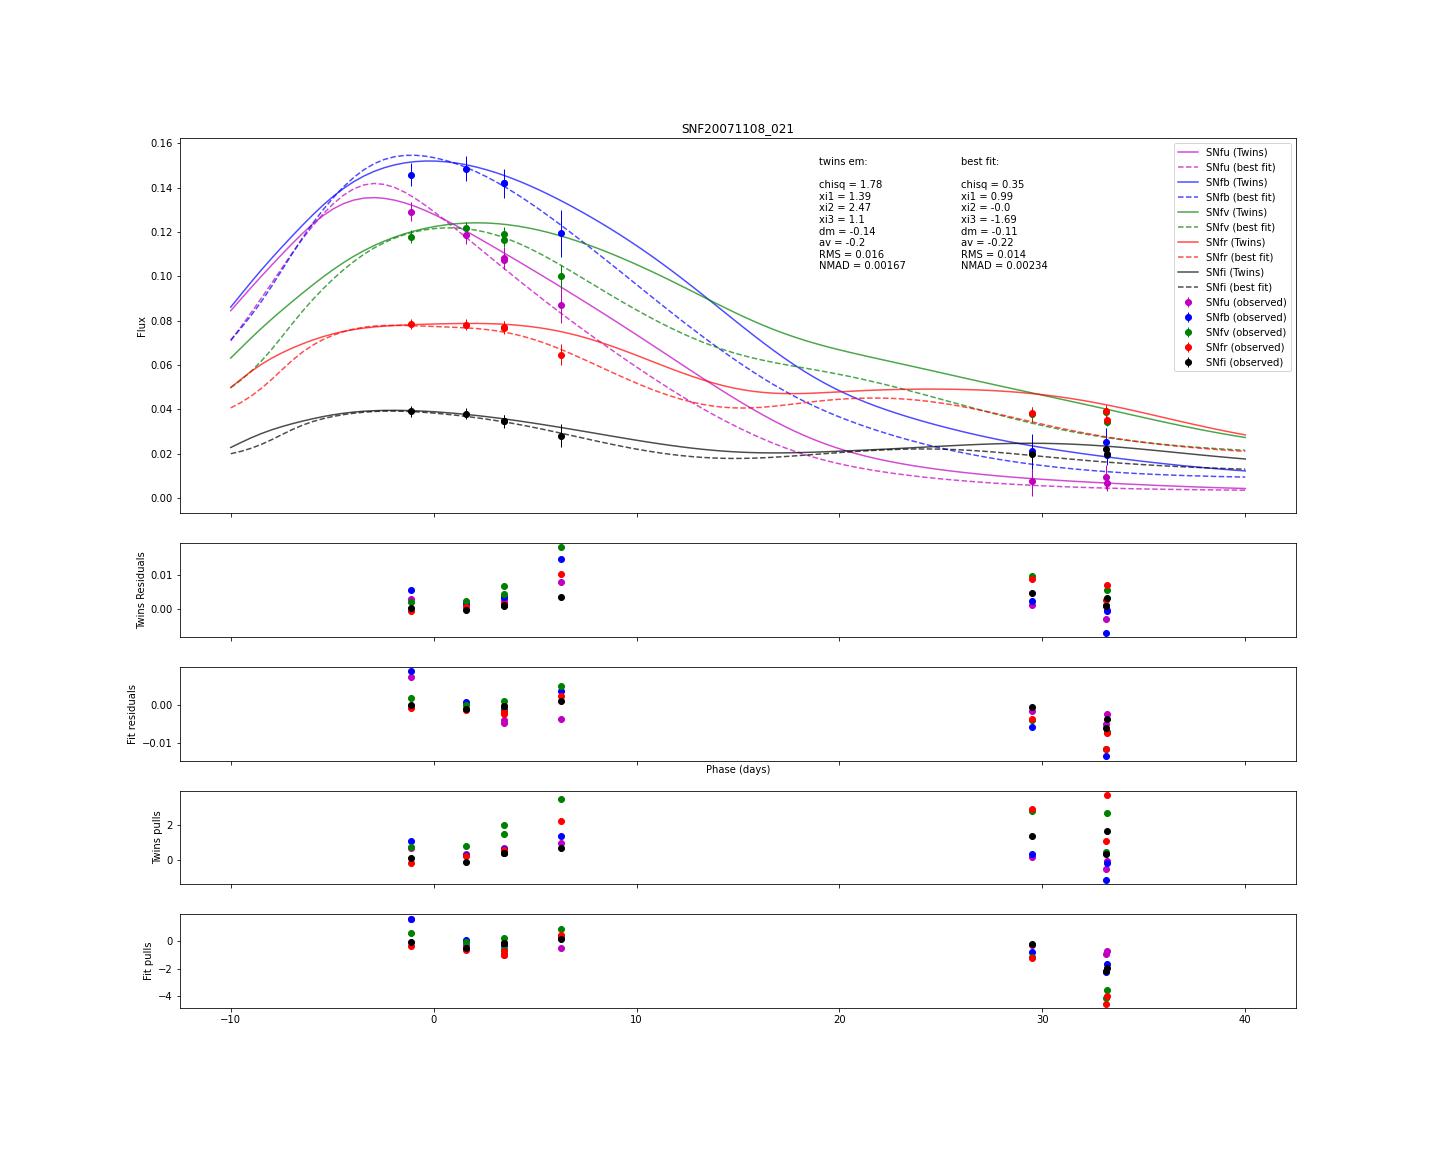 SNF20071108_021
0.16
0.14
0.12
0.10
0.08
0.06
0.04
0.02
0.00
Flux
twins em:
chisq = 1.78
xi1 = 1.39
xi2 = 2.47
xi3 = 1.1
dm = -0.14
av = -0.2
RMS = 0.016
NMAD = 0.00167
best fit:
chisq = 0.35
xi1 = 0.99
xi2 = -0.0
xi3 = -1.69
dm = -0.11
av = -0.22
RMS = 0.014
NMAD = 0.00234
SNfu (Twins)
SNfu (best fit)
SNfb (Twins)
SNfb (best fit)
SNfv (Twins)
SNfv (best fit)
SNfr (Twins)
SNfr (best fit)
SNfi (Twins)
SNfi (best fit)
SNfu (observed)
SNfb (observed)
SNfv (observed)
SNfr (observed)
SNfi (observed)
0.01
0.00
Twins Residuals
0.00
−0.01
Fit residuals
Phase (days)
2
0
Twins pulls
0
−2
−4
Fit pulls
−10
0
10
20
30
40